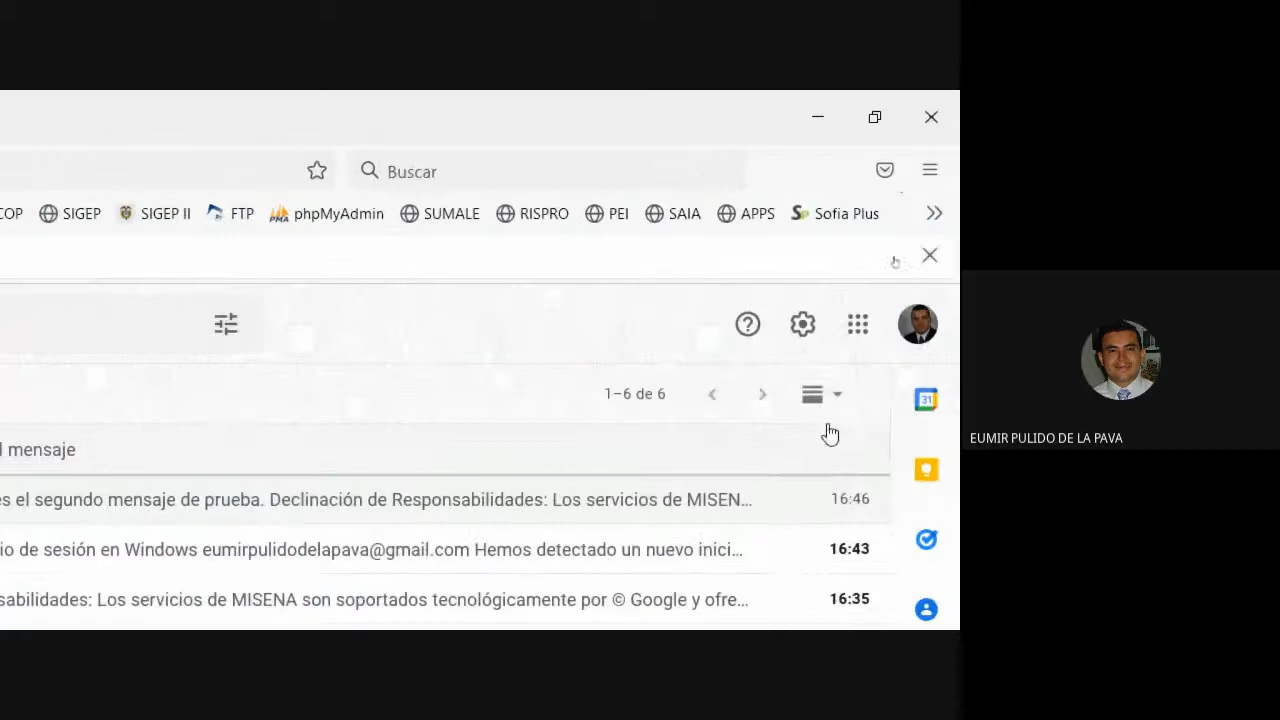 Buscar
COP SIGEP SIGEP II FTP PMA phpMyAdmin SUMALE RISPRO PEI SAIA APPS Sofia Plus
1–6 de 6
31
l mensaje
es el segundo mensaje de prueba. Declinación de Responsabilidades: Los servicios de MISEN… 16:46
io de sesión en Windows eumirpulidodelapava@gmail.com Hemos detectado un nuevo inici… 16:43
sabilidades: Los servicios de MISENA son soportados tecnológicamente por © Google y ofre… 16:35
EUMIR PULIDO DE LA PAVA